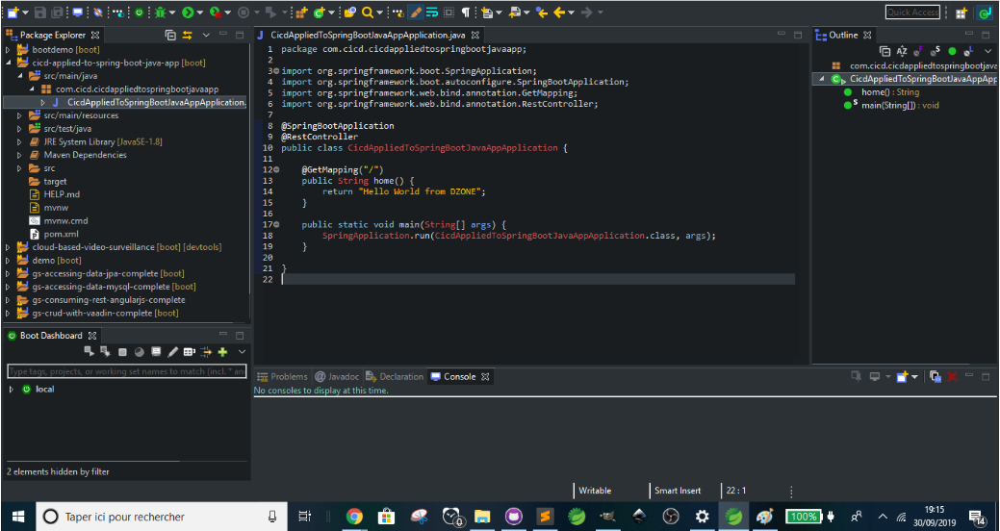 Quick Access
Package Explorer
bootdemo [boot]
cicd-applied-to-spring-boot-java-app [boot]
src/main/java
com.cicd.cicdappliedtospringbootjavaapp
CicdAppliedToSpringBootJavaAppApplication.
src/main/resources
src/test/java
JRE System Library [JavaSE-1.8]
Maven Dependencies
src
target
HELP.md
mvnw
mvnw.cmd
pom.xml
cloud-based-video-surveillance [boot] [devtools]
demo [boot]
gs-accessing-data-jpa-complete [boot]
gs-accessing-data-mysql-complete [boot]
gs-consuming-rest-angularjs-complete
gs-crud-with-vaadin-complete [boot]
Boot Dashboard
Type tags, projects, or working set names to match (incl. * an
local
2 elements hidden by filter
CicdAppliedToSpringBootJavaAppApplication.java
1 package com.cicd.cicdappliedtospringbootjavaapp;
2
3 import org.springframework.boot.SpringApplication;
4 import org.springframework.boot.autoconfigure.SpringBootApplication;
5 import org.springframework.web.bind.annotation.GetMapping;
6 import org.springframework.web.bind.annotation.RestController;
7
8 @SpringBootApplication
9 @RestController
10 public class CicdAppliedToSpringBootJavaAppApplication {
11
12 @GetMapping("/")
13 public String home() {
14 return "Hello World from DZONE";
15 }
16
17 public static void main(String[] args) {
18 SpringApplication.run(CicdAppliedToSpringBootJavaAppApplication.class, args);
19 }
20
21 }
22
Outline
com.cicd.cicdappliedtospringbootjava
CicdAppliedToSpringBootJavaAppApp
home() : String
main(String[]) : void
Problems @ Javadoc Declaration Console
No consoles to display at this time.
Writable Smart Insert 22 : 1
Taper ici pour rechercher
100%
19:15
30/09/2019
14